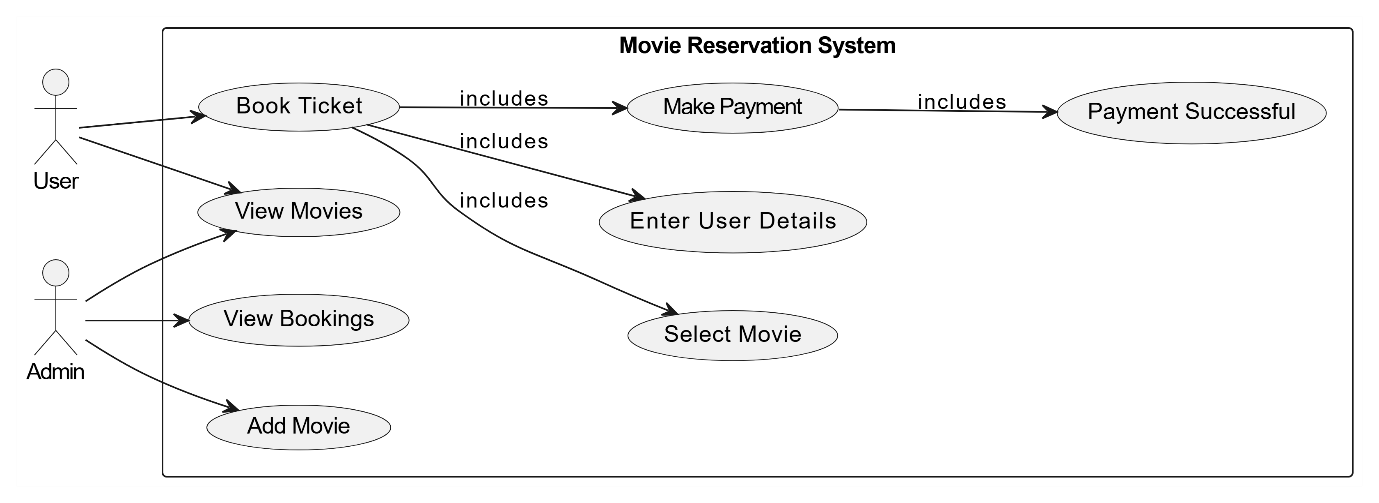 Movie Reservation System
Book Ticket
includes
Make Payment
includes
Payment Successful
includes
User
View Movies
includes
Enter User Details
View Bookings
Select Movie
Admin
Add Movie